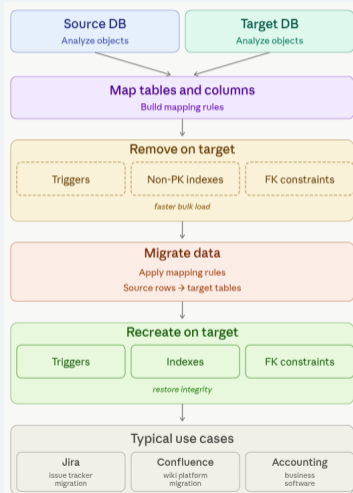 Source DB
Analyze objects
Target DB
Analyze objects
Map tables and columns
Build mapping rules
Remove on target
Triggers
Non-PK indexes
FK constraints
faster bulk load
Migrate data
Apply mapping rules
Source rows → target tables
Recreate on target
Triggers
Indexes
FK constraints
restore integrity
Typical use cases
Jira
issue tracker
migration
Confluence
wiki platform
migration
Accounting
business
software